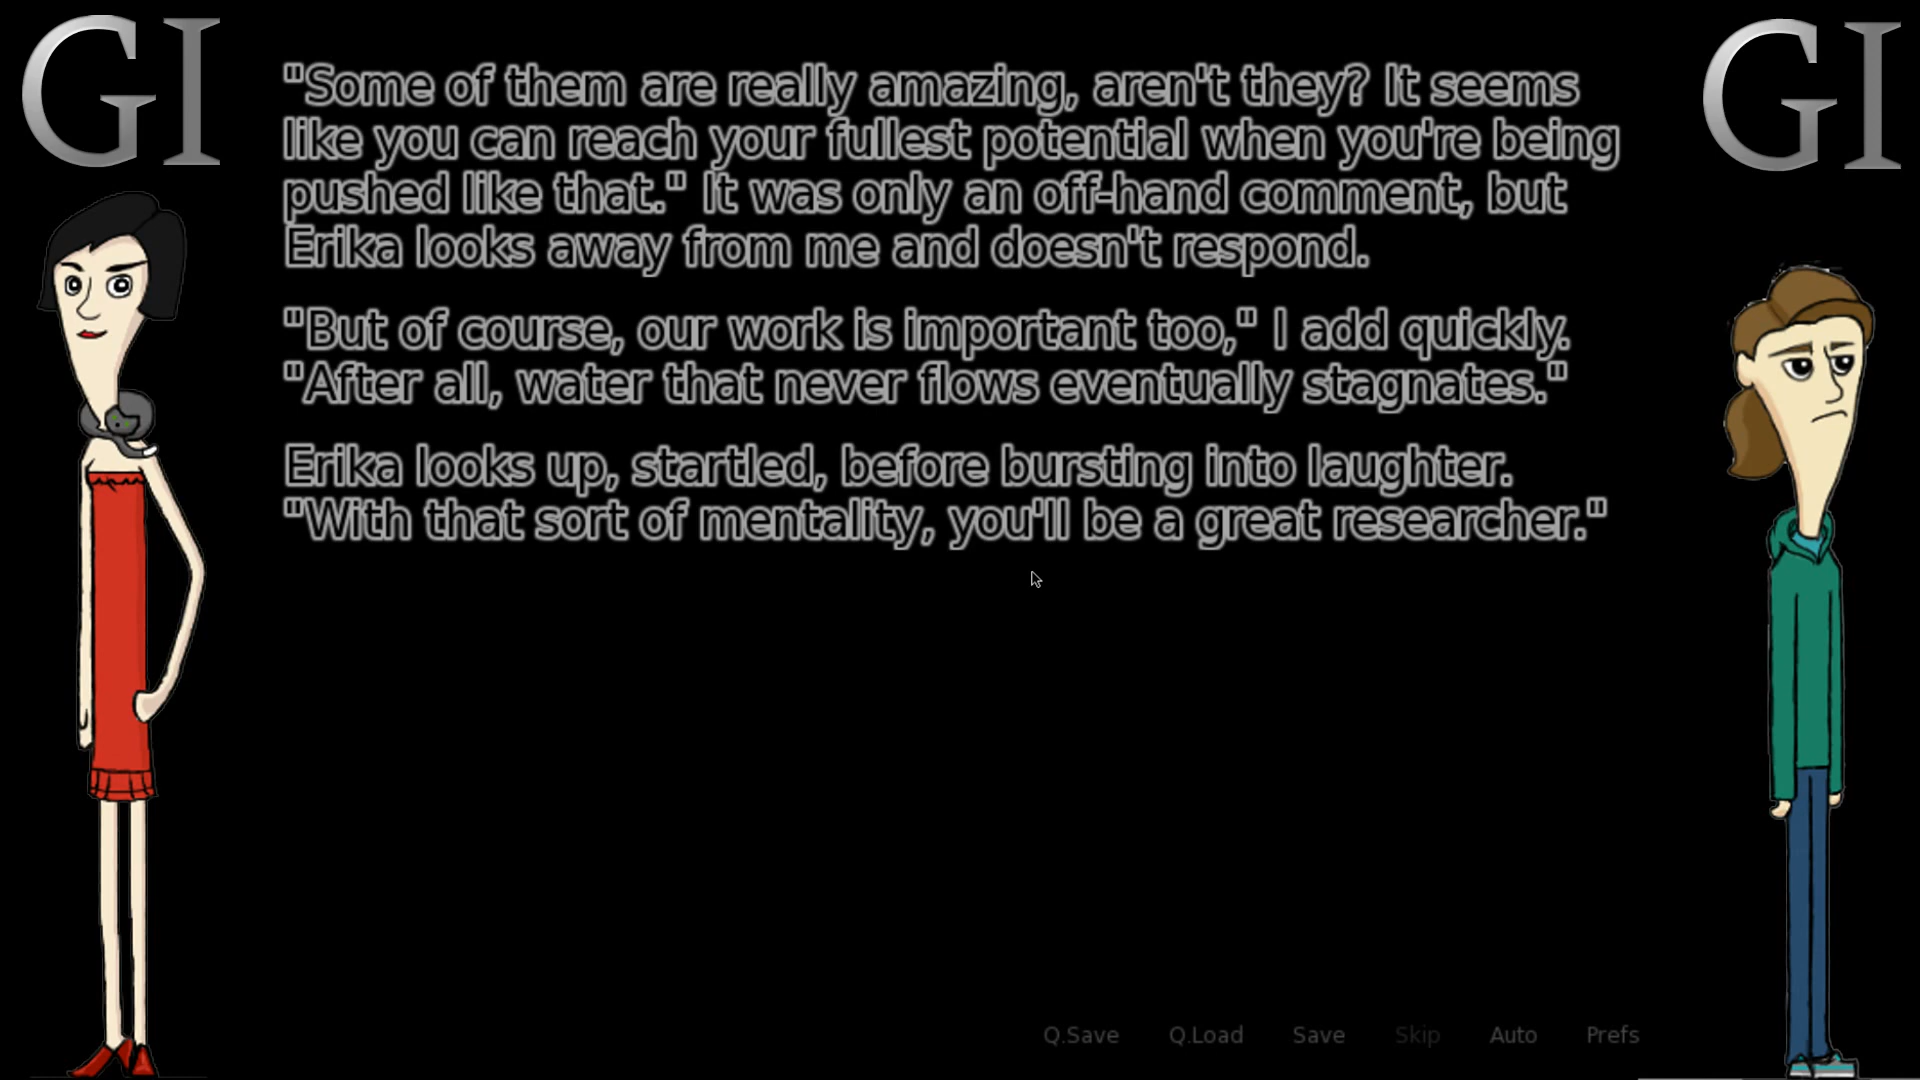 GI
GI
"Some of them are really amazing, aren't they? It seems
like you can reach your fullest potential when you're being
pushed like that." It was only an off-hand comment, but
Erika looks away from me and doesn't respond.
"But of course, our work is important too," I add quickly.
"After all, water that never flows eventually stagnates."
Erika looks up, startled, before bursting into laughter.
"With that sort of mentality, you'll be a great researcher."
Q.Save Q.Load Save Skip Auto Prefs